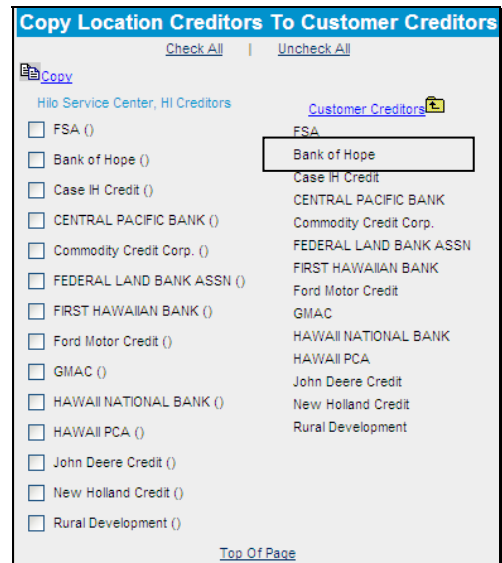 Copy Location Creditors To Customer Creditors
Check All | Uncheck All
Copy
Hilo Service Center, HI Creditors
FSA ()
Bank of Hope ()
Case IH Credit ()
CENTRAL PACIFIC BANK ()
Commodity Credit Corp. ()
FEDERAL LAND BANK ASSN ()
FIRST HAWAIIAN BANK ()
Ford Motor Credit ()
GMAC ()
HAWAII NATIONAL BANK ()
HAWAII PCA ()
John Deere Credit ()
New Holland Credit ()
Rural Development ()
Customer Creditors
FSA
Bank of Hope
Case IH Credit
CENTRAL PACIFIC BANK
Commodity Credit Corp.
FEDERAL LAND BANK ASSN
FIRST HAWAIIAN BANK
Ford Motor Credit
GMAC
HAWAII NATIONAL BANK
HAWAII PCA
John Deere Credit
New Holland Credit
Rural Development
Top Of Page